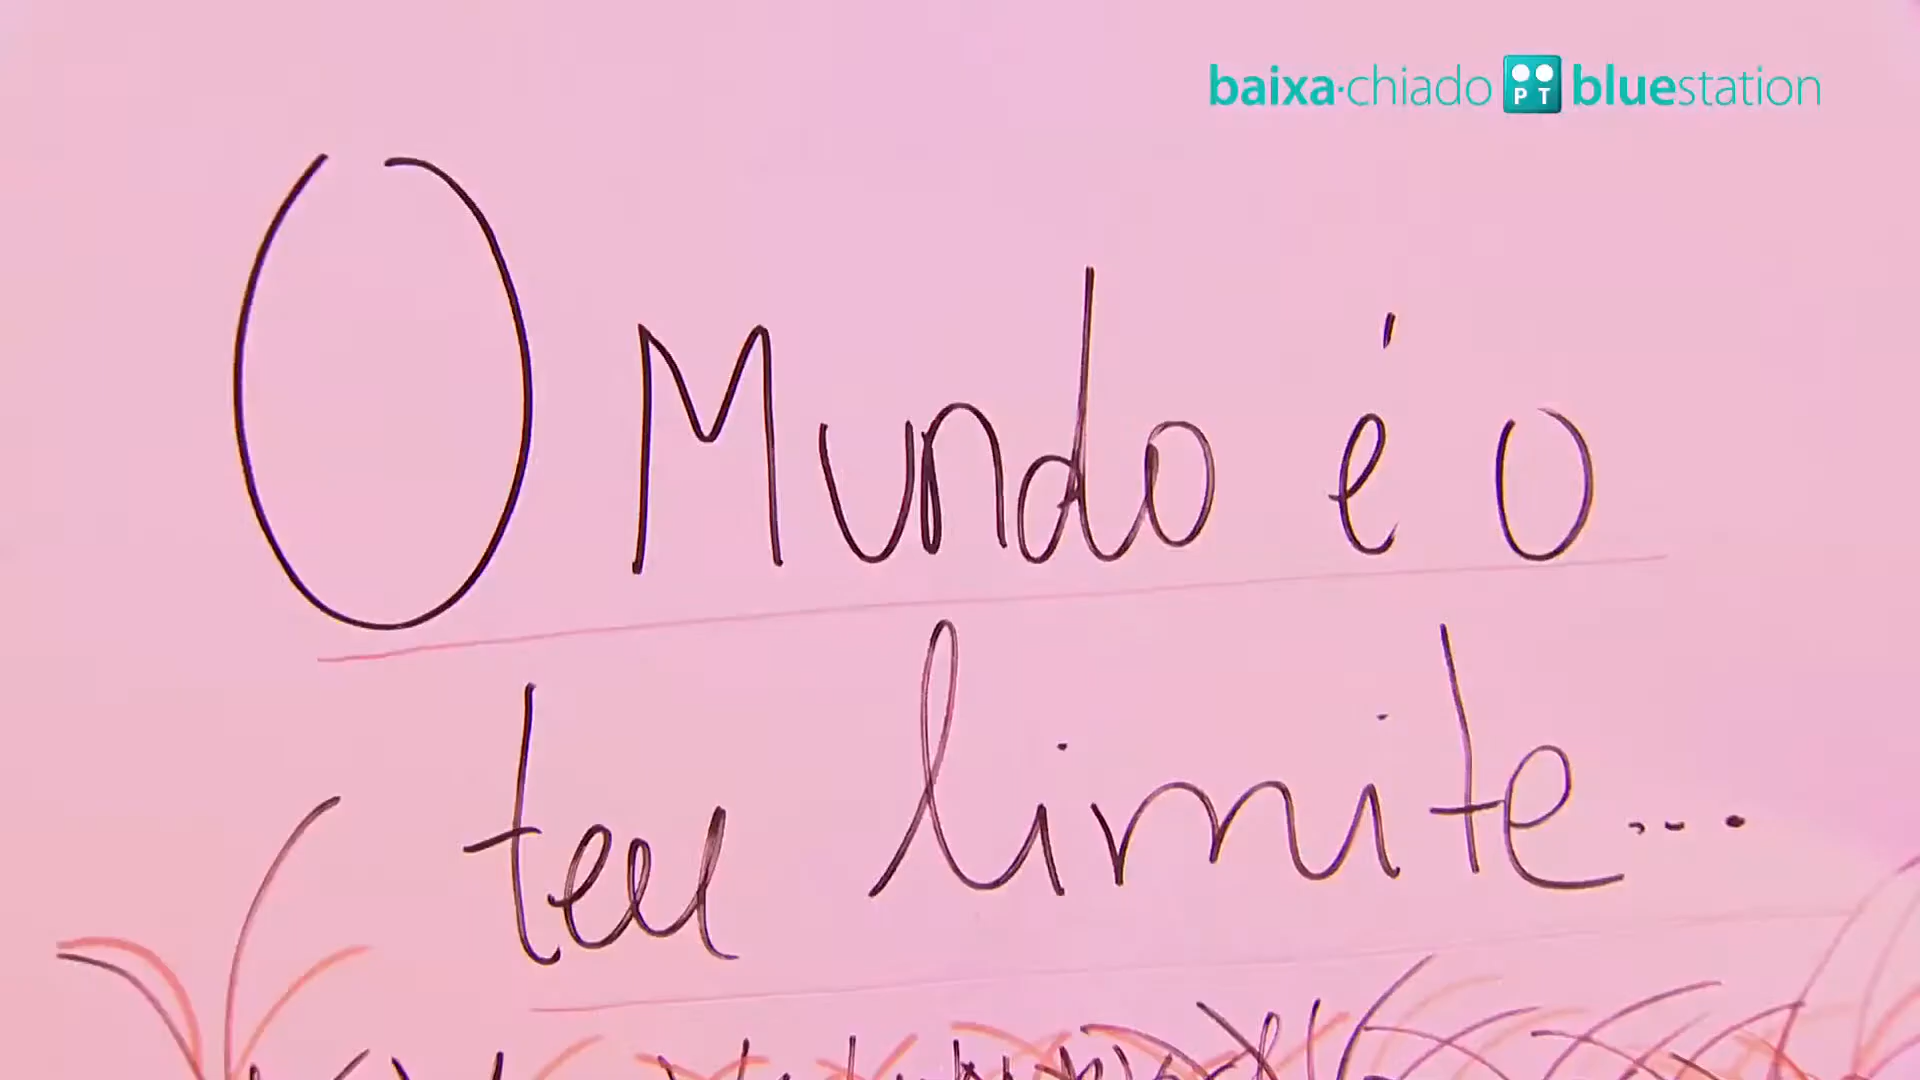 baixa·chiado PT bluestation
O Mundo é o
teu limite...